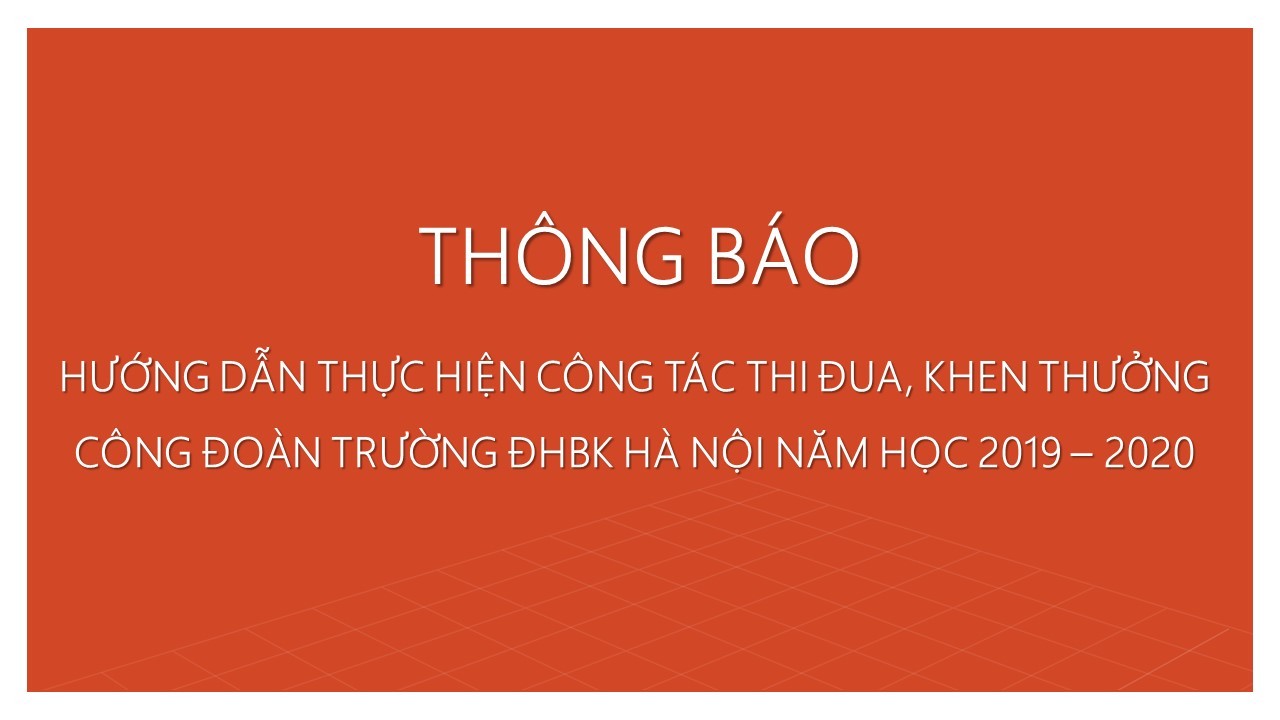 THÔNG BÁO
HƯỚNG DẪN THỰC HIỆN CÔNG TÁC THI ĐUA, KHEN THƯỞNG
CÔNG ĐOÀN TRƯỜNG ĐHBK HÀ NỘI NĂM HỌC 2019 – 2020